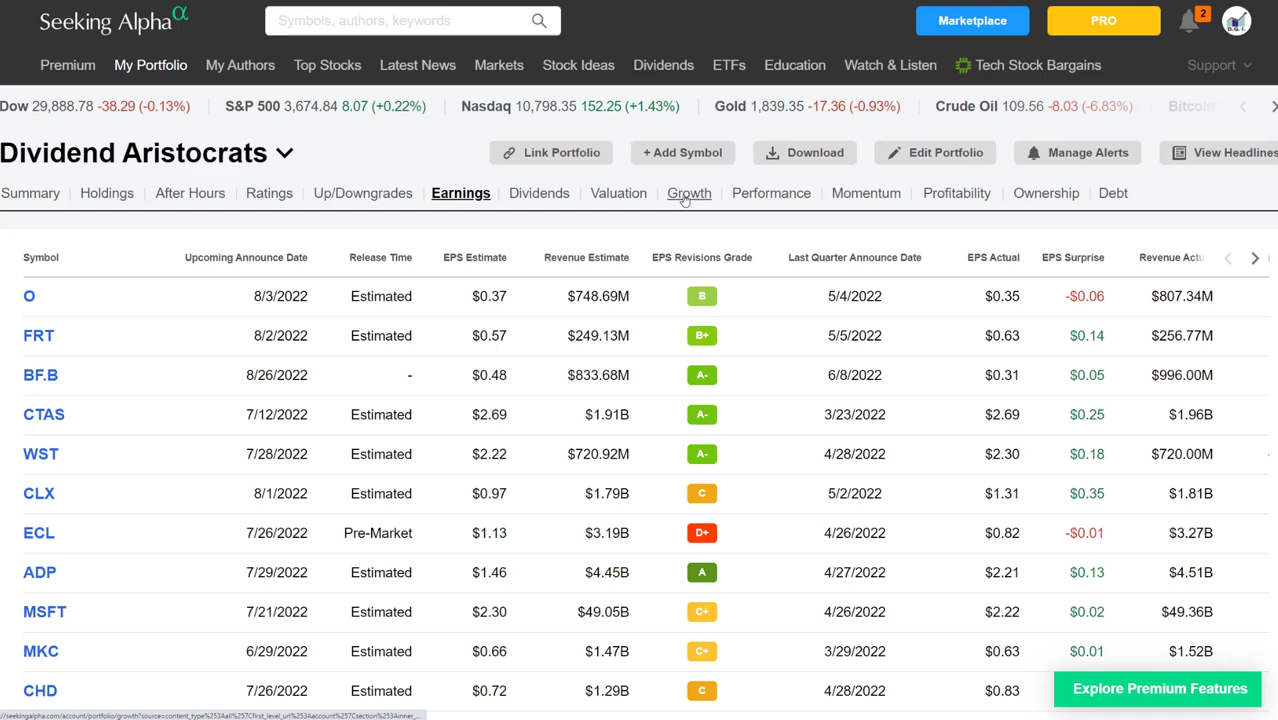 Seeking Alpha α
Symbols, authors, keywords
Marketplace
PRO
2
D.G.I.
Premium My Portfolio My Authors Top Stocks Latest News Markets Stock Ideas Dividends ETFs Education Watch & Listen Tech Stock Bargains Support
Dow 29,888.78 -38.29 (-0.13%) S&P 500 3,674.84 8.07 (+0.22%) Nasdaq 10,798.35 152.25 (+1.43%) Gold 1,839.35 -17.36 (-0.93%) Crude Oil 109.56 -8.03 (-6.83%) Bitcoin
Dividend Aristocrats Link Portfolio + Add Symbol Download Edit Portfolio Manage Alerts View Headlines
Summary Holdings After Hours Ratings Up/Downgrades Earnings Dividends Valuation Growth Performance Momentum Profitability Ownership Debt
Symbol Upcoming Announce Date Release Time EPS Estimate Revenue Estimate EPS Revisions Grade Last Quarter Announce Date EPS Actual EPS Surprise Revenue Actu
O 8/3/2022 Estimated $0.37 $748.69M B 5/4/2022 $0.35 -$0.06 $807.34M
FRT 8/2/2022 Estimated $0.57 $249.13M B+ 5/5/2022 $0.63 $0.14 $256.77M
BF.B 8/26/2022 - $0.48 $833.68M A- 6/8/2022 $0.31 $0.05 $996.00M
CTAS 7/12/2022 Estimated $2.69 $1.91B A- 3/23/2022 $2.69 $0.25 $1.96B
WST 7/28/2022 Estimated $2.22 $720.92M A- 4/28/2022 $2.30 $0.18 $720.00M
CLX 8/1/2022 Estimated $0.97 $1.79B C 5/2/2022 $1.31 $0.35 $1.81B
ECL 7/26/2022 Pre-Market $1.13 $3.19B D+ 4/26/2022 $0.82 -$0.01 $3.27B
ADP 7/29/2022 Estimated $1.46 $4.45B A 4/27/2022 $2.21 $0.13 $4.51B
MSFT 7/21/2022 Estimated $2.30 $49.05B C+ 4/26/2022 $2.22 $0.02 $49.36B
MKC 6/29/2022 Estimated $0.66 $1.47B C+ 3/29/2022 $0.63 $0.01 $1.52B
CHD 7/26/2022 Estimated $0.72 $1.29B C 4/28/2022 $0.83
Explore Premium Features